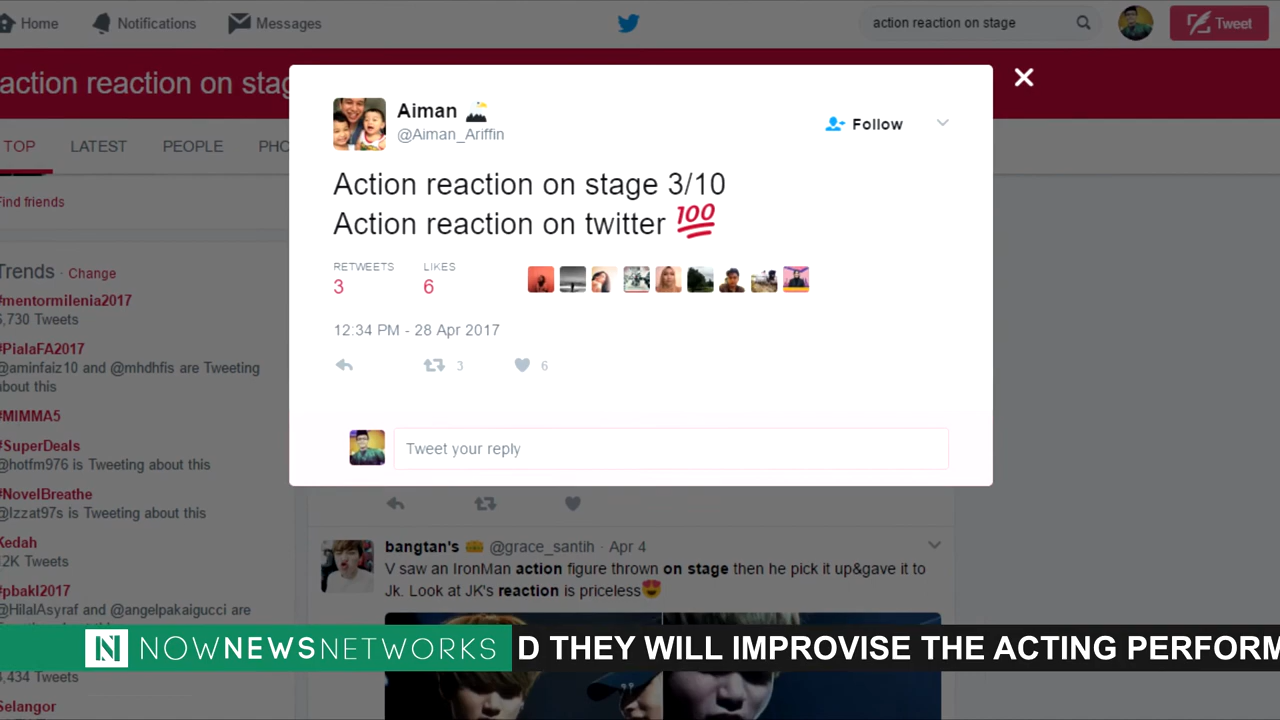 Home
Notifications
Messages
action reaction on stage
Tweet
action reaction on stag
TOP
LATEST
PEOPLE
PHO
Find friends
Trends · Change
#mentormilenia2017
6,730 Tweets
#PialaFA2017
@aminfaiz10 and @mhdhfis are Tweeting
about this
#MIMMA5
#SuperDeals
@hotfm976 is Tweeting about this
#NovelBreathe
@Izzat97s is Tweeting about this
Kedah
2K Tweets
#pbakl2017
@HilalAsyraf and @angelpakaigucci are
3,434 Tweets
Selangor
Aiman
@Aiman_Ariffin
Follow
Action reaction on stage 3/10
Action reaction on twitter 💯
RETWEETS
3
LIKES
6
12:34 PM - 28 Apr 2017
3
6
Tweet your reply
bangtan's 🍔 @grace_santih · Apr 4
V saw an IronMan action figure thrown on stage then he pick it up&gave it to
Jk. Look at JK's reaction is priceless😍
N NOWNEWSNETWORKS
D THEY WILL IMPROVISE THE ACTING PERFORM